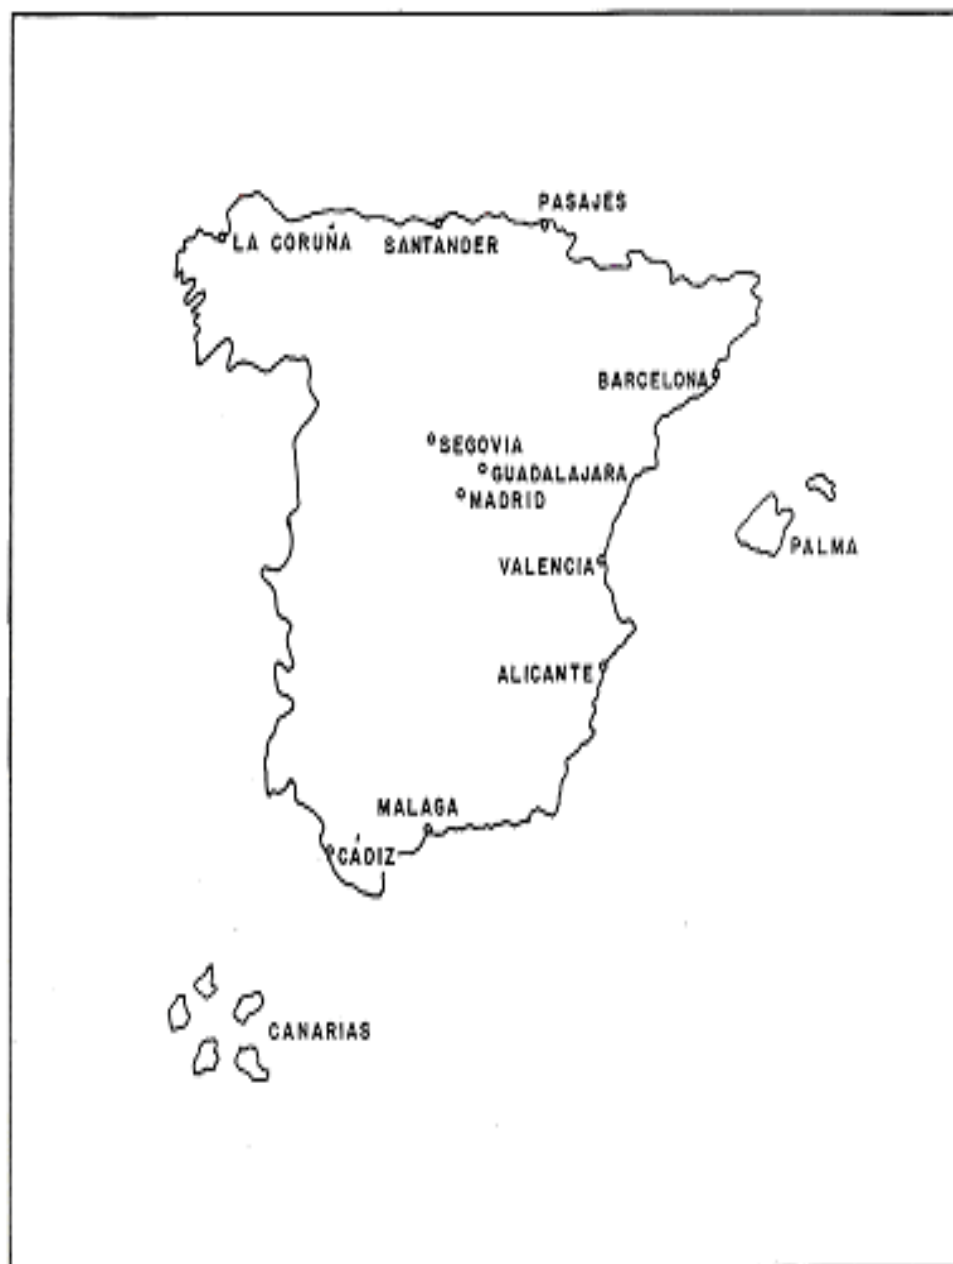 PASAJES
LA CORUÑA
SANTANDER
BARCELONA
SEGOVIA
GUADALAJARA
MADRID
PALMA
VALENCIA
ALICANTE
MALAGA
CÁDIZ
CANARIAS